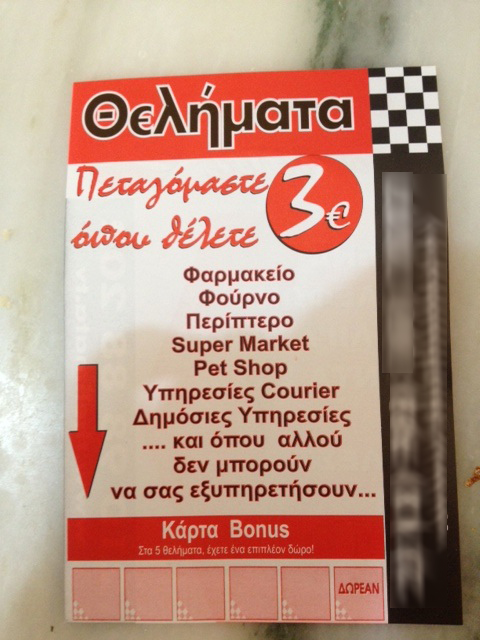 Θελήματα
Πεταγόμαστε
όπου θέλετε
3€
Φαρμακείο
Φούρνο
Περίπτερο
Super Market
Pet Shop
Υπηρεσίες Courier
Δημόσιες Υπηρεσίες
.... και όπου αλλού
δεν μπορούν
να σας εξυπηρετήσουν...
Κάρτα Bonus
Στα 5 θελήματα, έχετε ένα επιπλέον δώρο!
ΔΩΡΕΑΝ